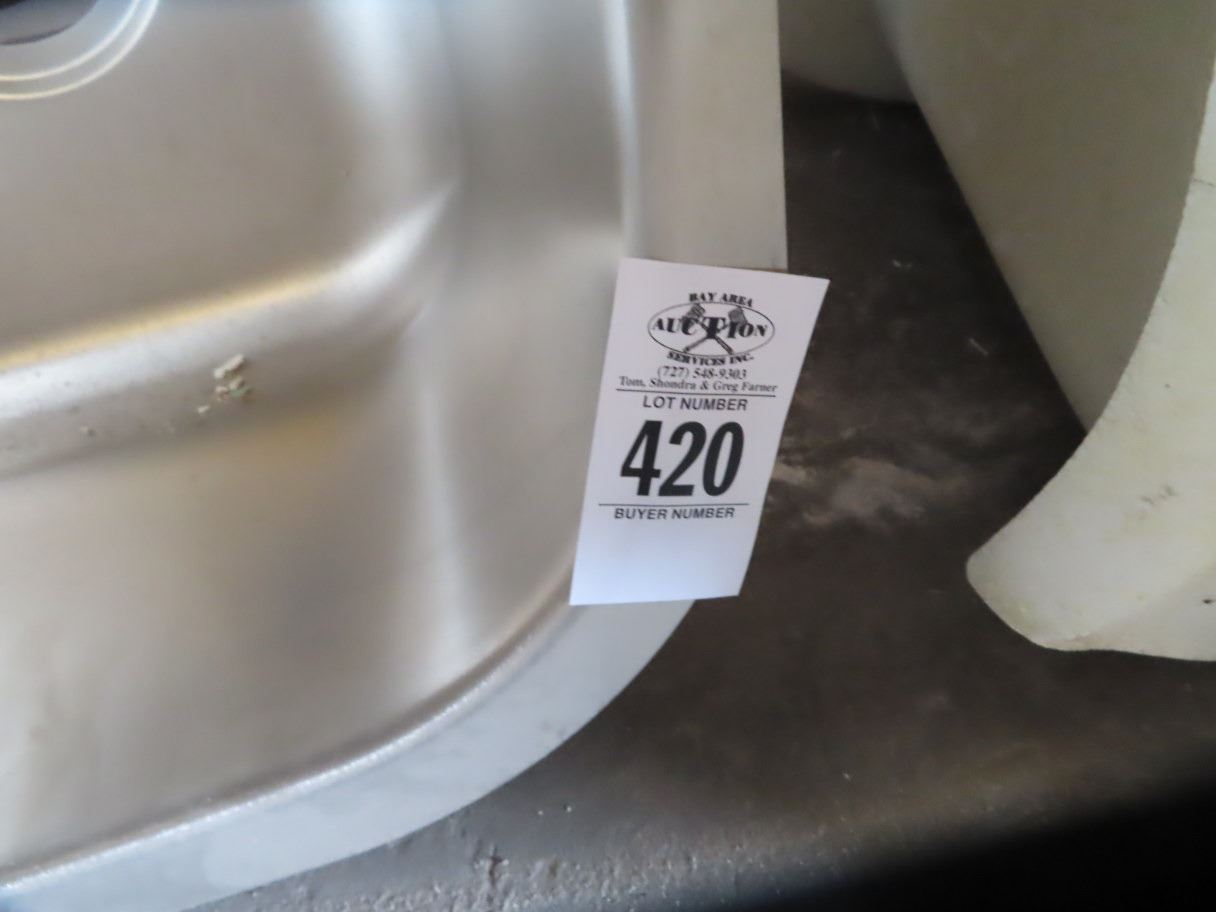 BAY AREA
AUCTION
SERVICES INC.
(727) 548-9303
Tom, Shondra & Greg Farner
LOT NUMBER
420
BUYER NUMBER